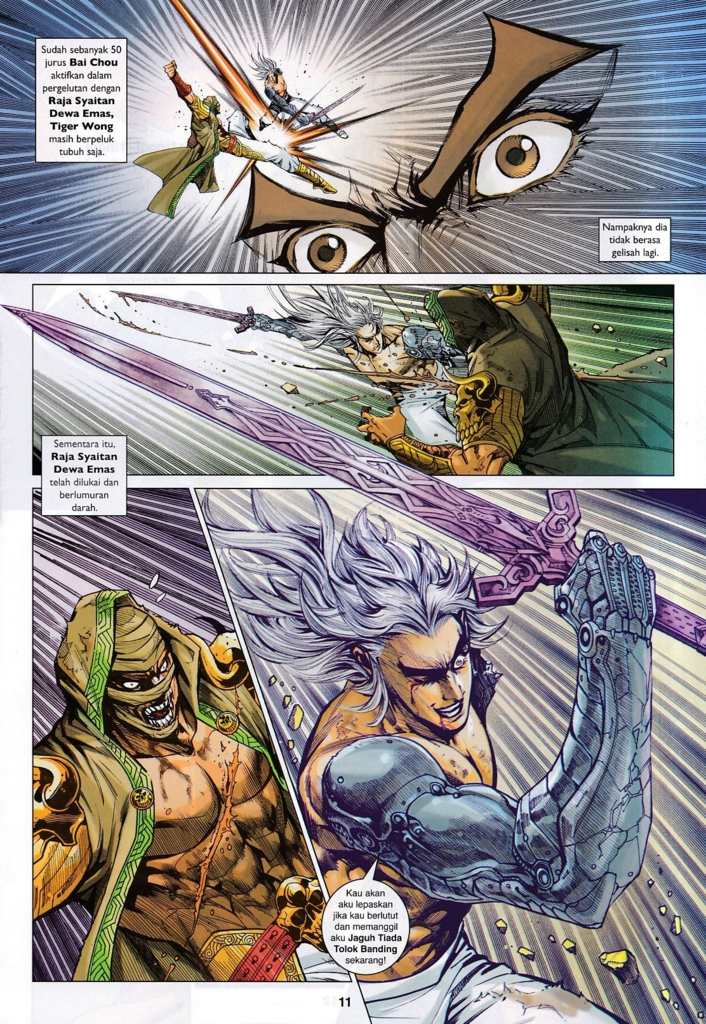 Sudah sebanyak 50
jurus Bai Chou
aktifkan dalam
pergelutan dengan
Raja Syaitan
Dewa Emas,
Tiger Wong
masih berpeluk
tubuh saja.
Nampaknya dia
tidak berasa
gelisah lagi.
Sementara itu,
Raja Syaitan
Dewa Emas
telah dilukai dan
berlumuran
darah.
Kau akan
aku lepaskan
jika kau berlutut
dan memanggil
aku Jaguh Tiada
Tolok Banding
sekarang!
11